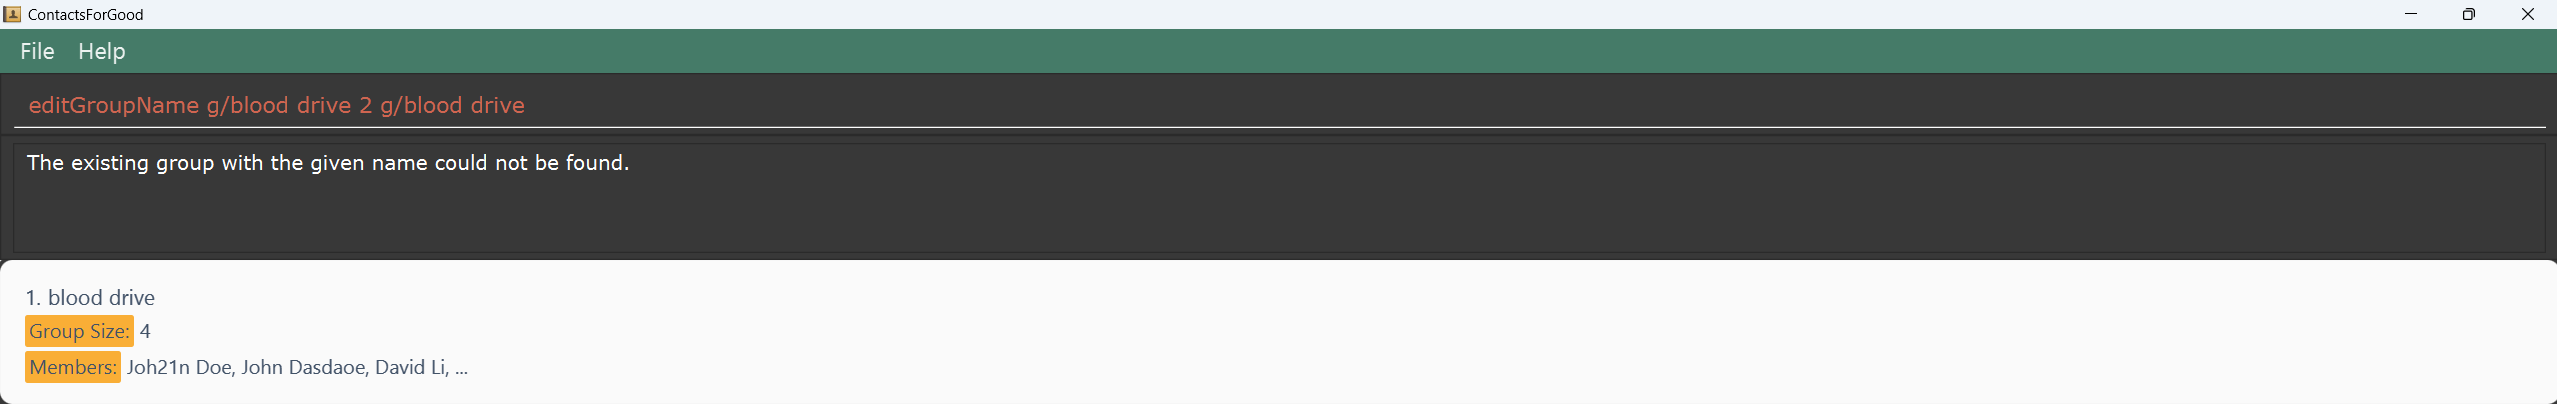 ContactsForGood
File Help
editGroupName g/blood drive 2 g/blood drive
The existing group with the given name could not be found.
1. blood drive
Group Size: 4
Members: Joh21n Doe, John Dasdaoe, David Li, ...